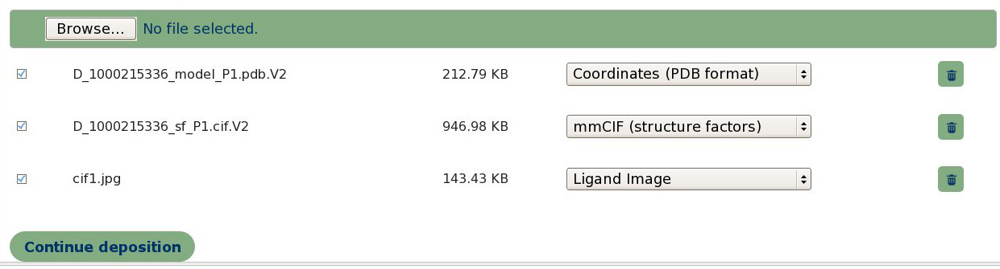 Browse... No file selected.
D_1000215336_model_P1.pdb.V2 212.79 KB Coordinates (PDB format)
D_1000215336_sf_P1.cif.V2 946.98 KB mmCIF (structure factors)
cif1.jpg 143.43 KB Ligand Image
Continue deposition